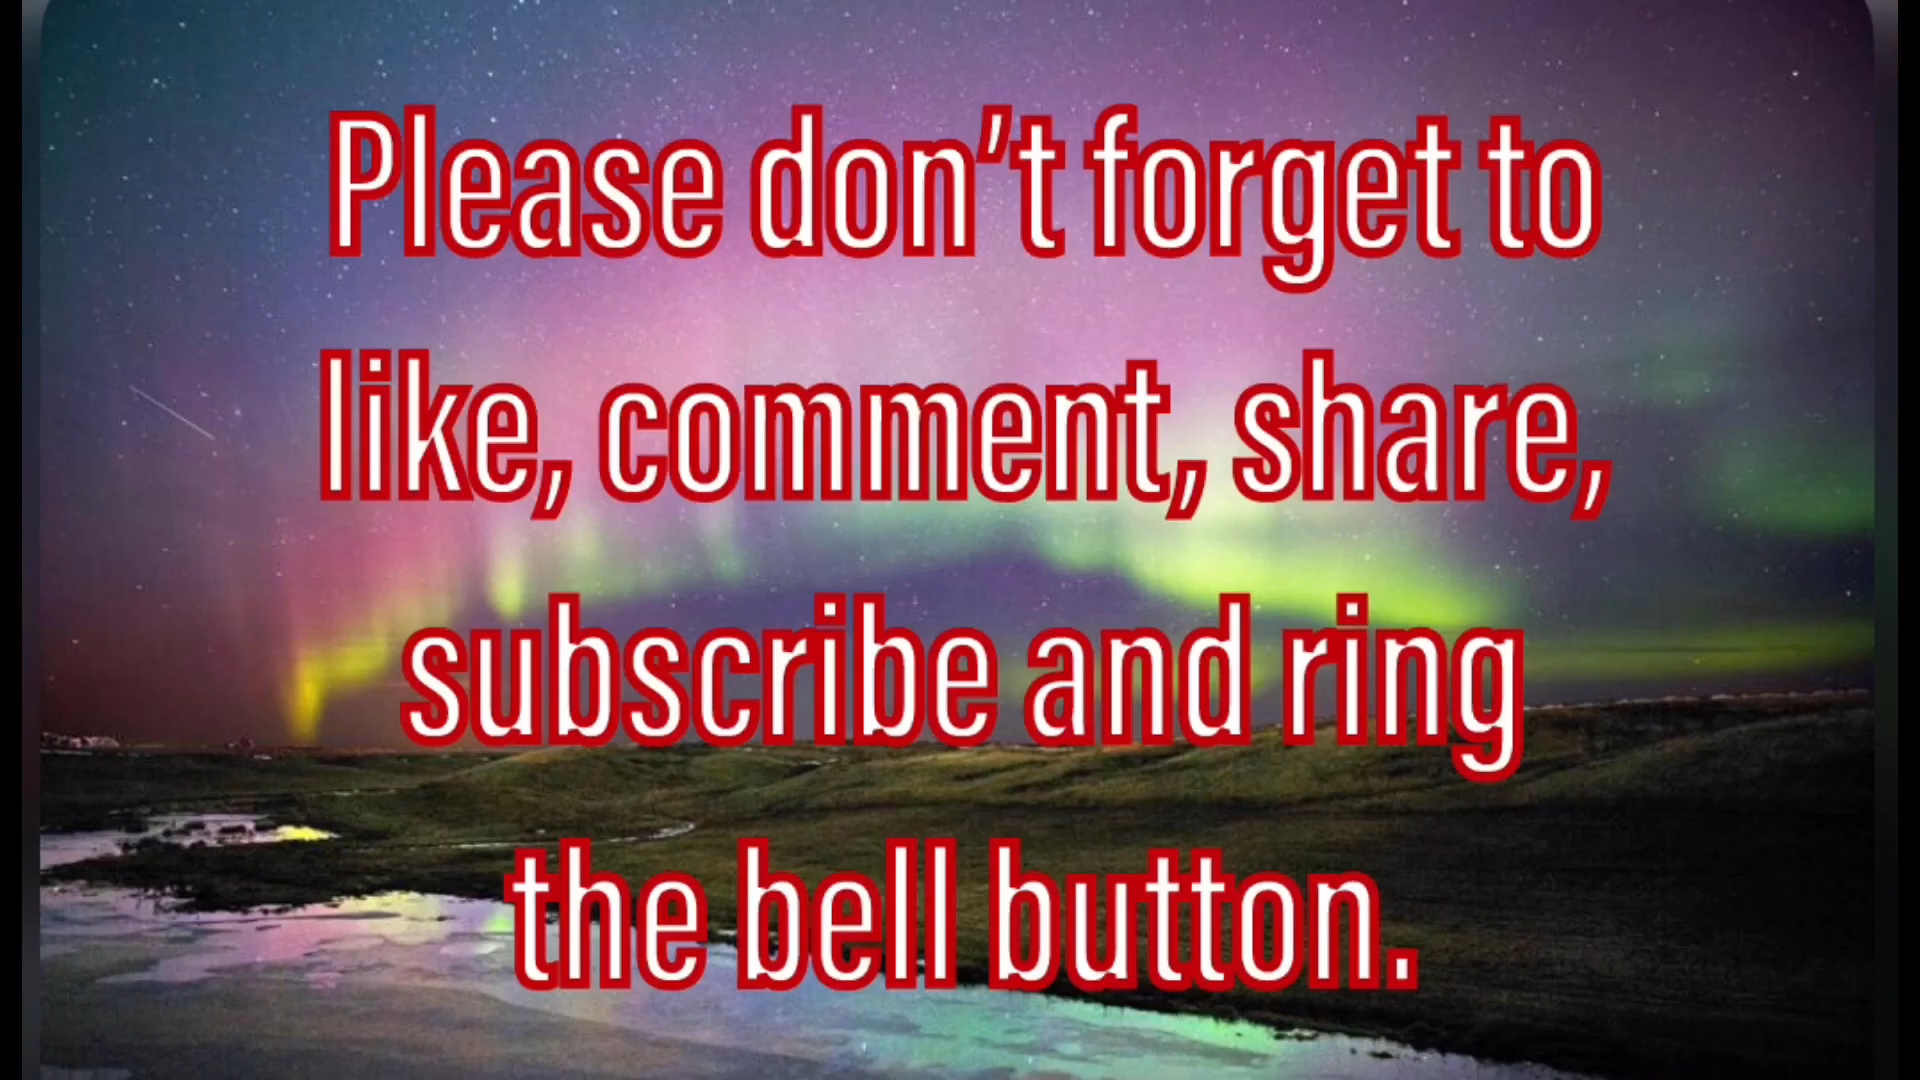 Please don’t forget to
like, comment, share,
subscribe and ring
the bell button.